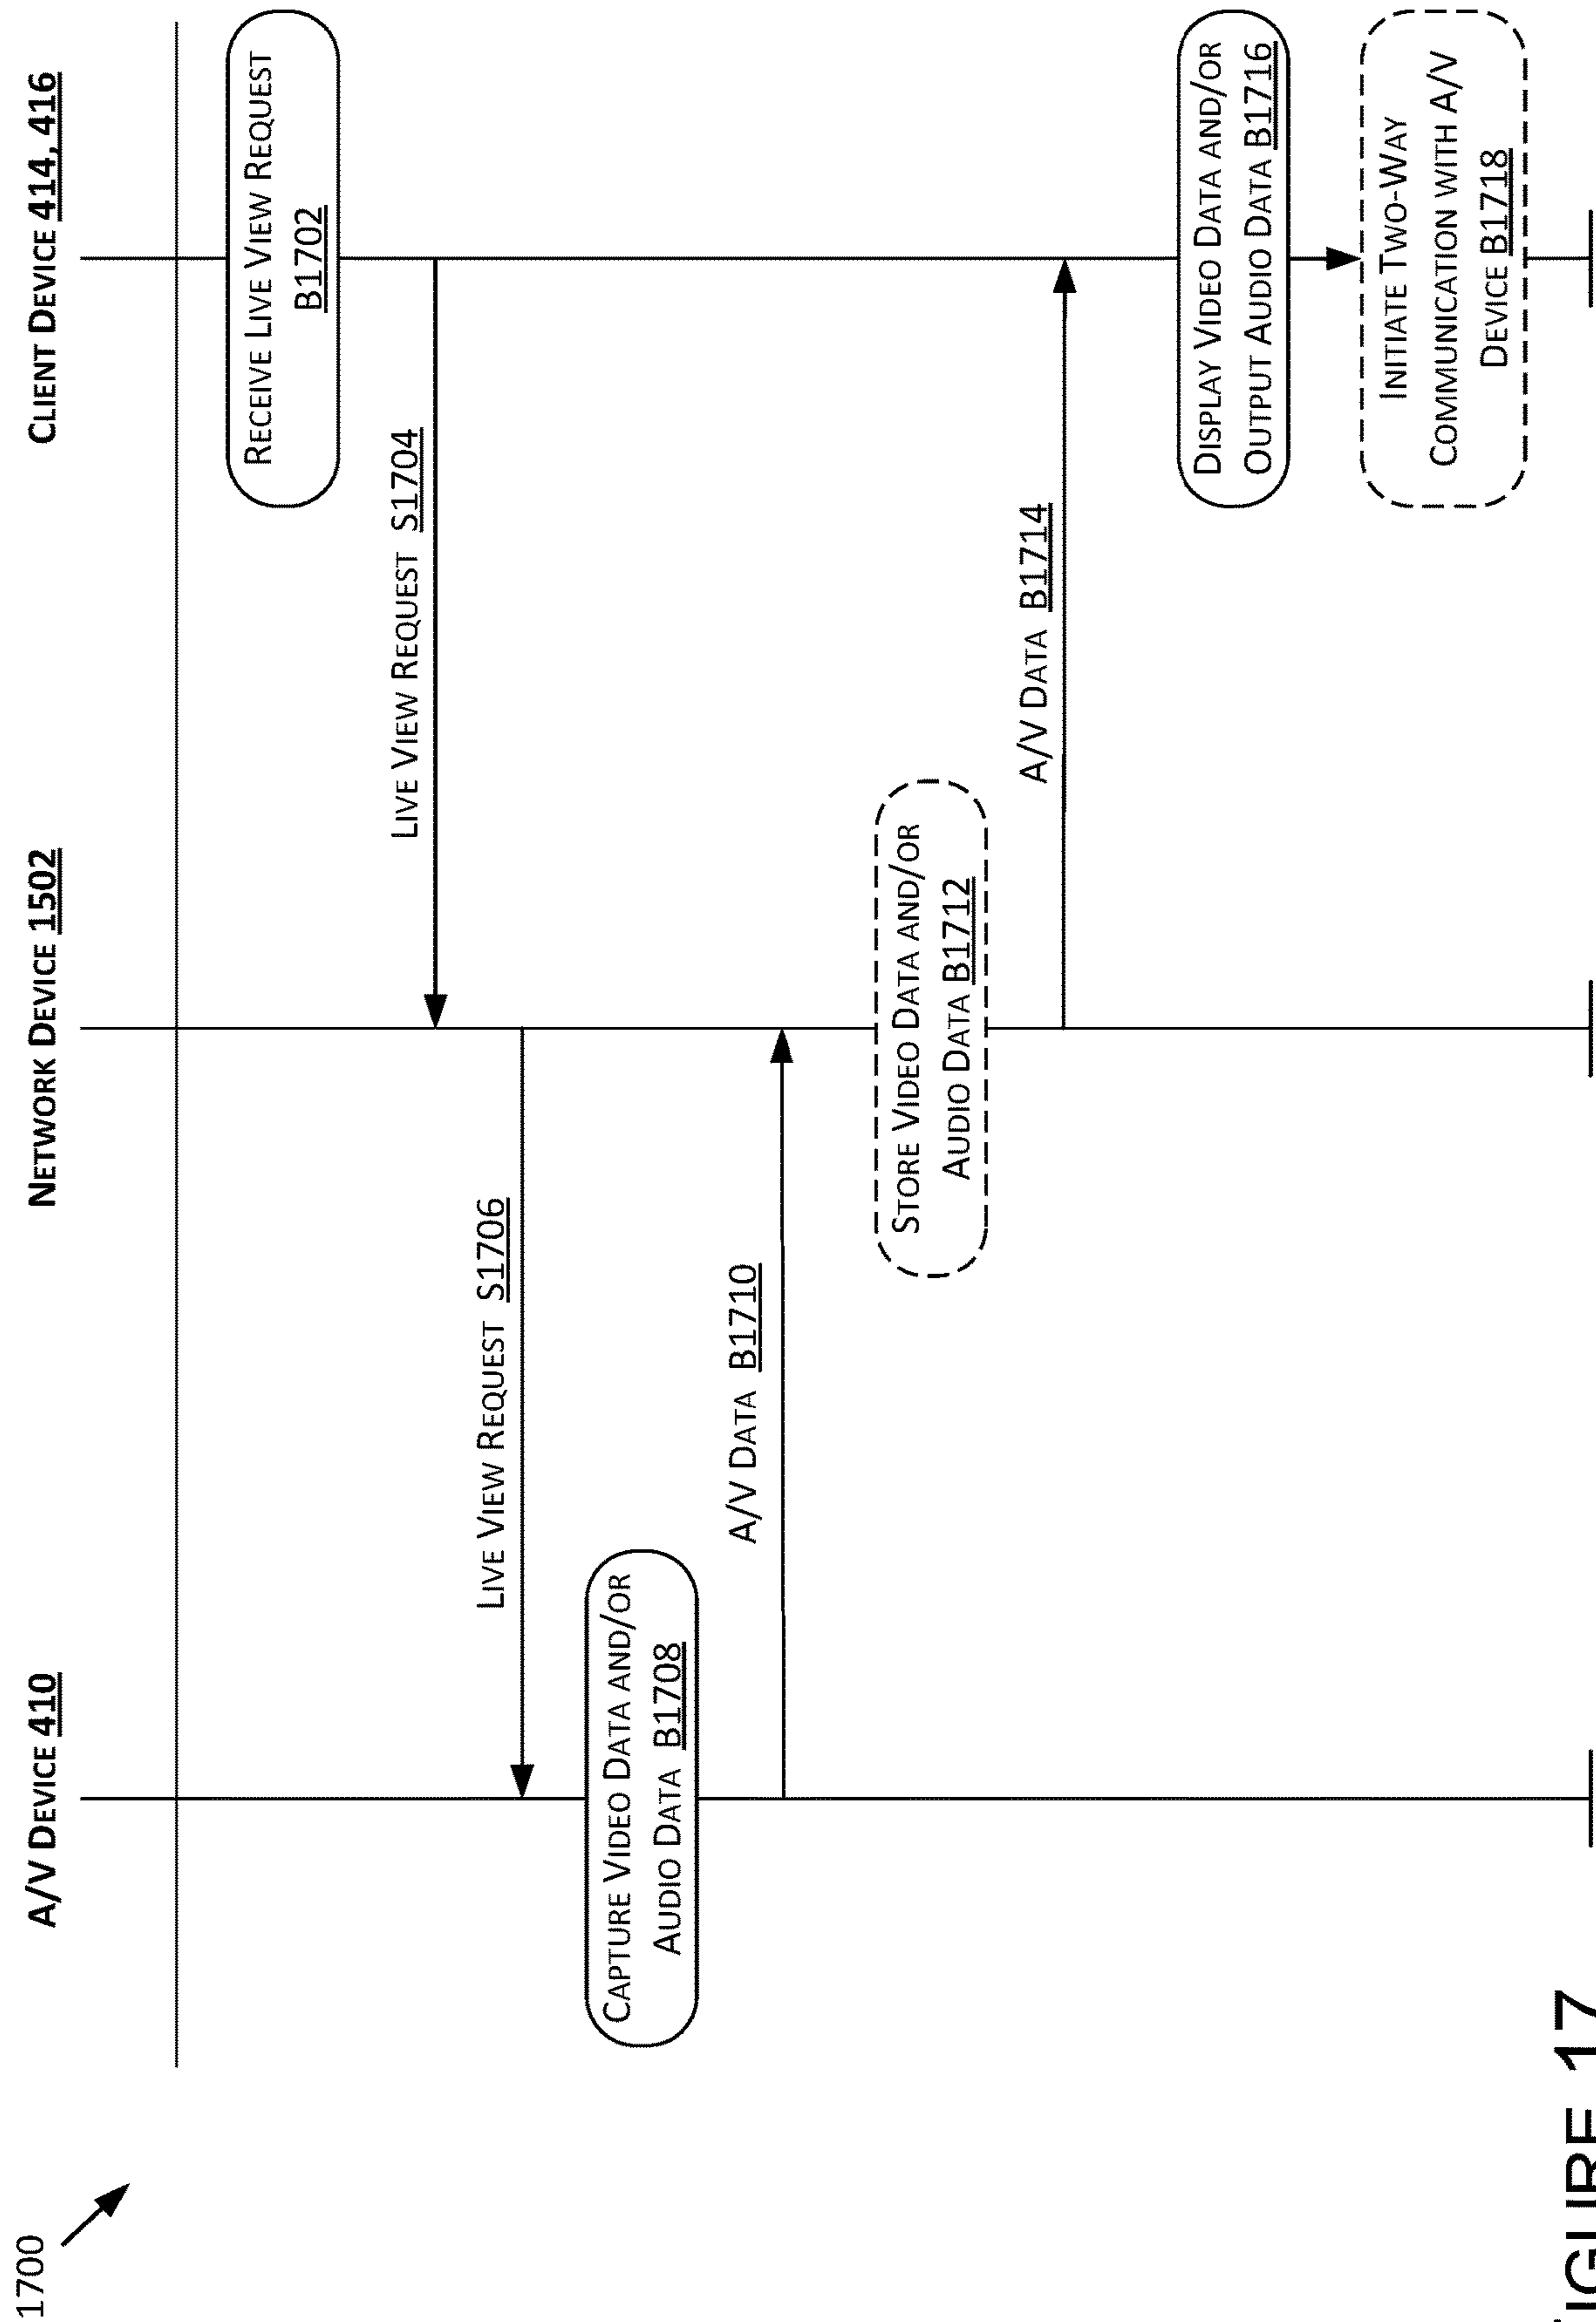 1700
A/V DEVICE 410
NETWORK DEVICE 1502
CLIENT DEVICE 414, 416
RECEIVE LIVE VIEW REQUEST
B1702
LIVE VIEW REQUEST S1704
LIVE VIEW REQUEST S1706
CAPTURE VIDEO DATA AND/OR
AUDIO DATA B1708
A/V DATA B1710
STORE VIDEO DATA AND/OR
AUDIO DATA B1712
A/V DATA B1714
DISPLAY VIDEO DATA AND/OR
OUTPUT AUDIO DATA B1716
INITIATE TWO-WAY
COMMUNICATION WITH A/V
DEVICE B1718
FIGURE 17